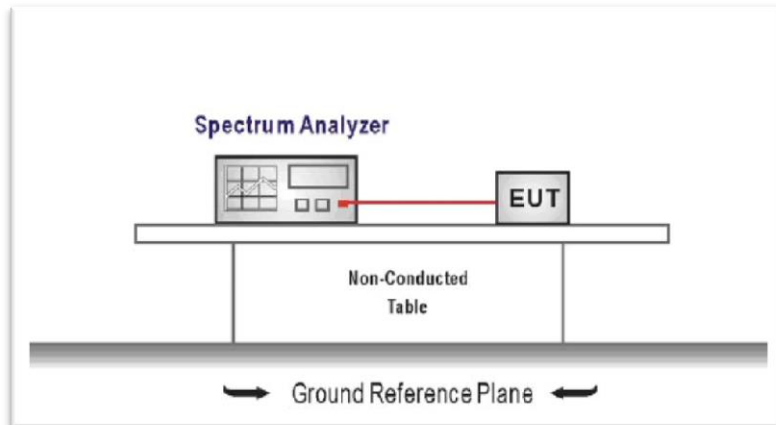 Spectrum Analyzer
EUT
Non-Conducted
Table
Ground Reference Plane